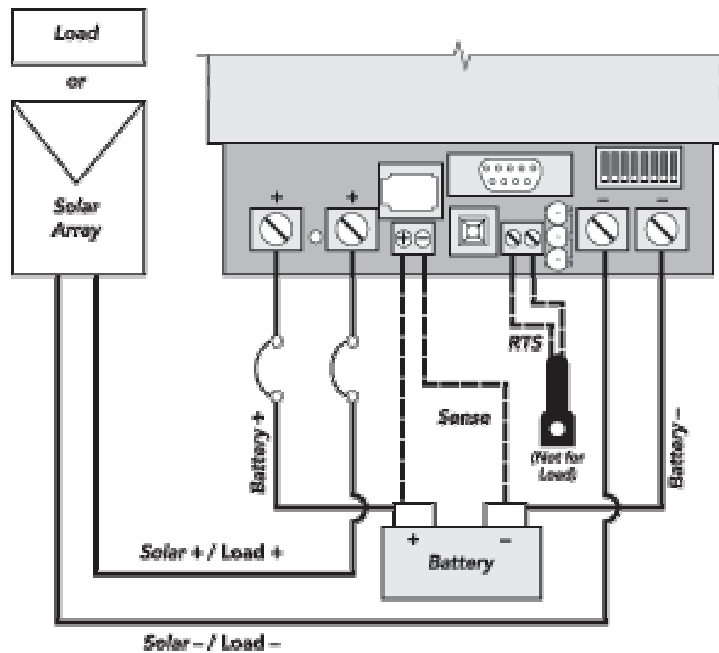 Load
or
Solar
Array
+ +
+ −
− −
RTS
Sense
(Not for
Load)
Battery +
Battery −
+ −
Battery
Solar + / Load +
Solar − / Load −